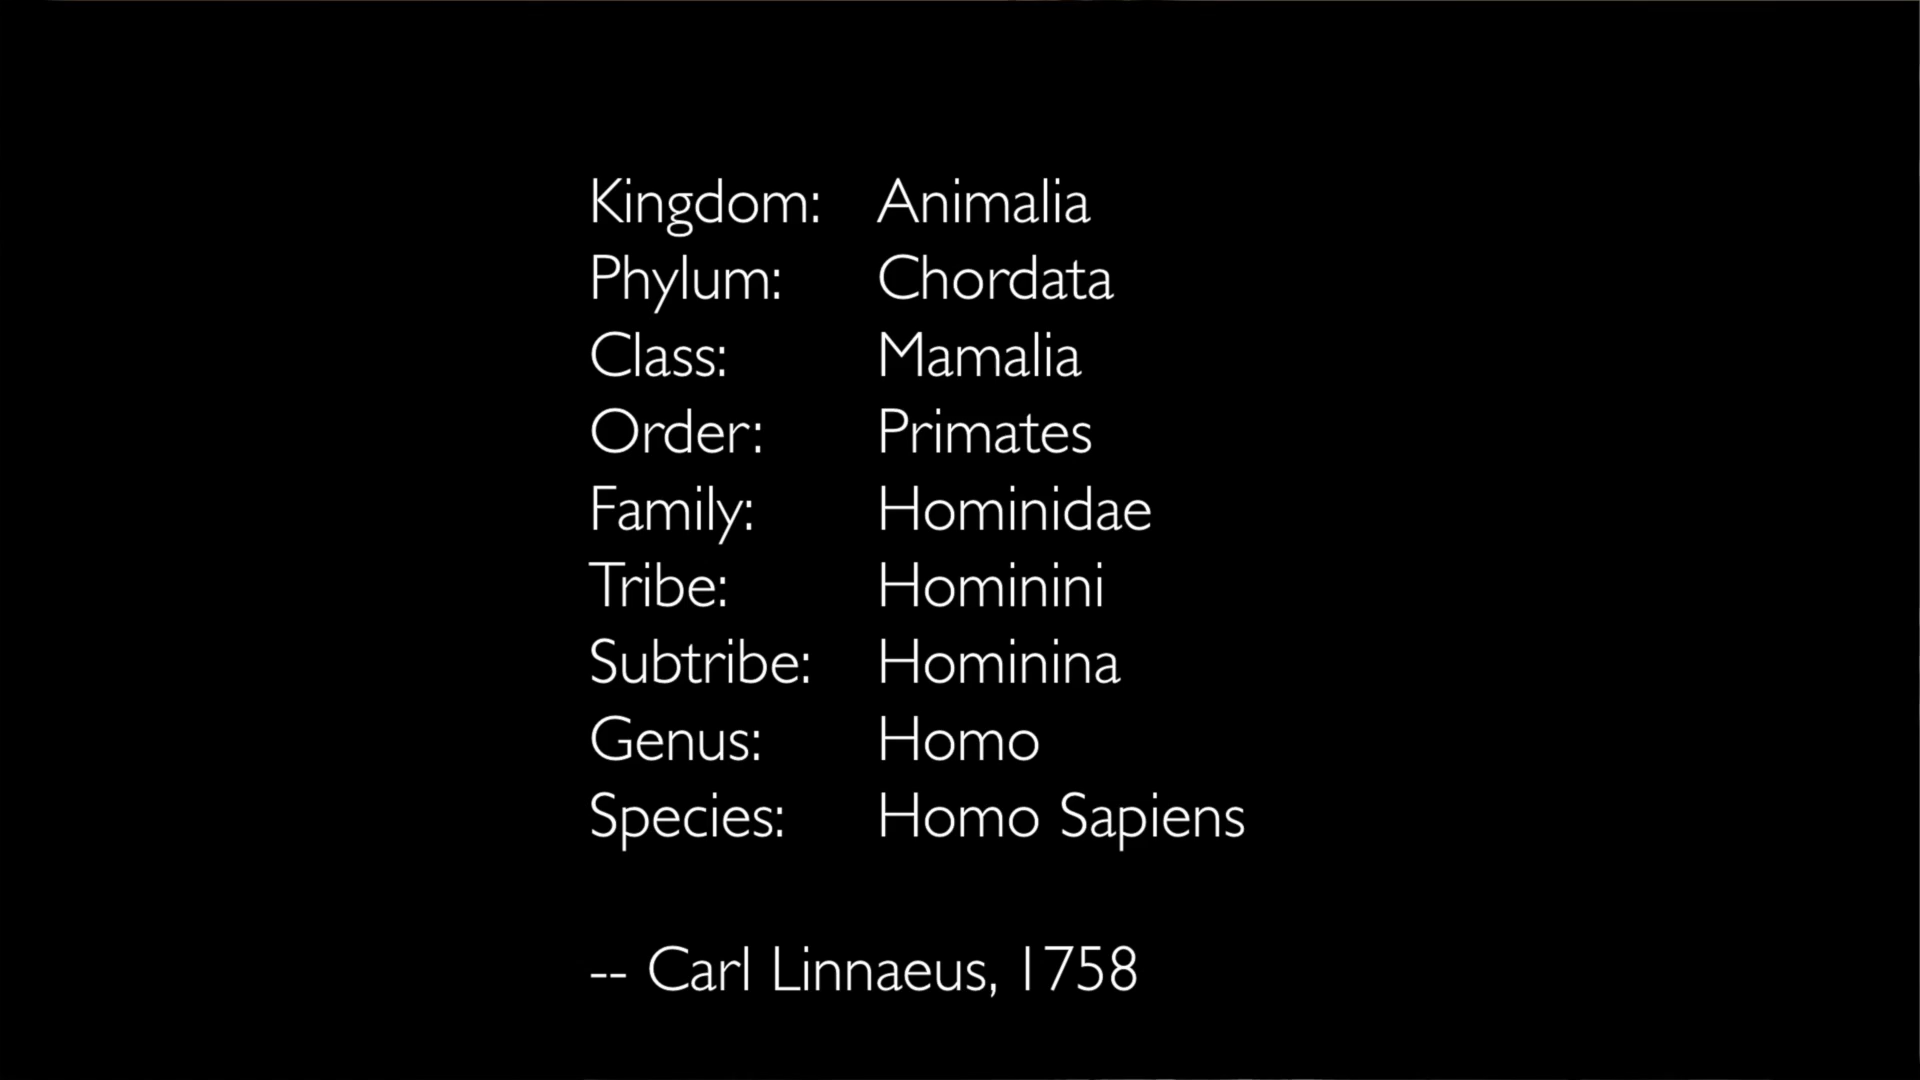 Kingdom: Animalia
Phylum: Chordata
Class: Mamalia
Order: Primates
Family: Hominidae
Tribe: Hominini
Subtribe: Hominina
Genus: Homo
Species: Homo Sapiens
-- Carl Linnaeus, 1758